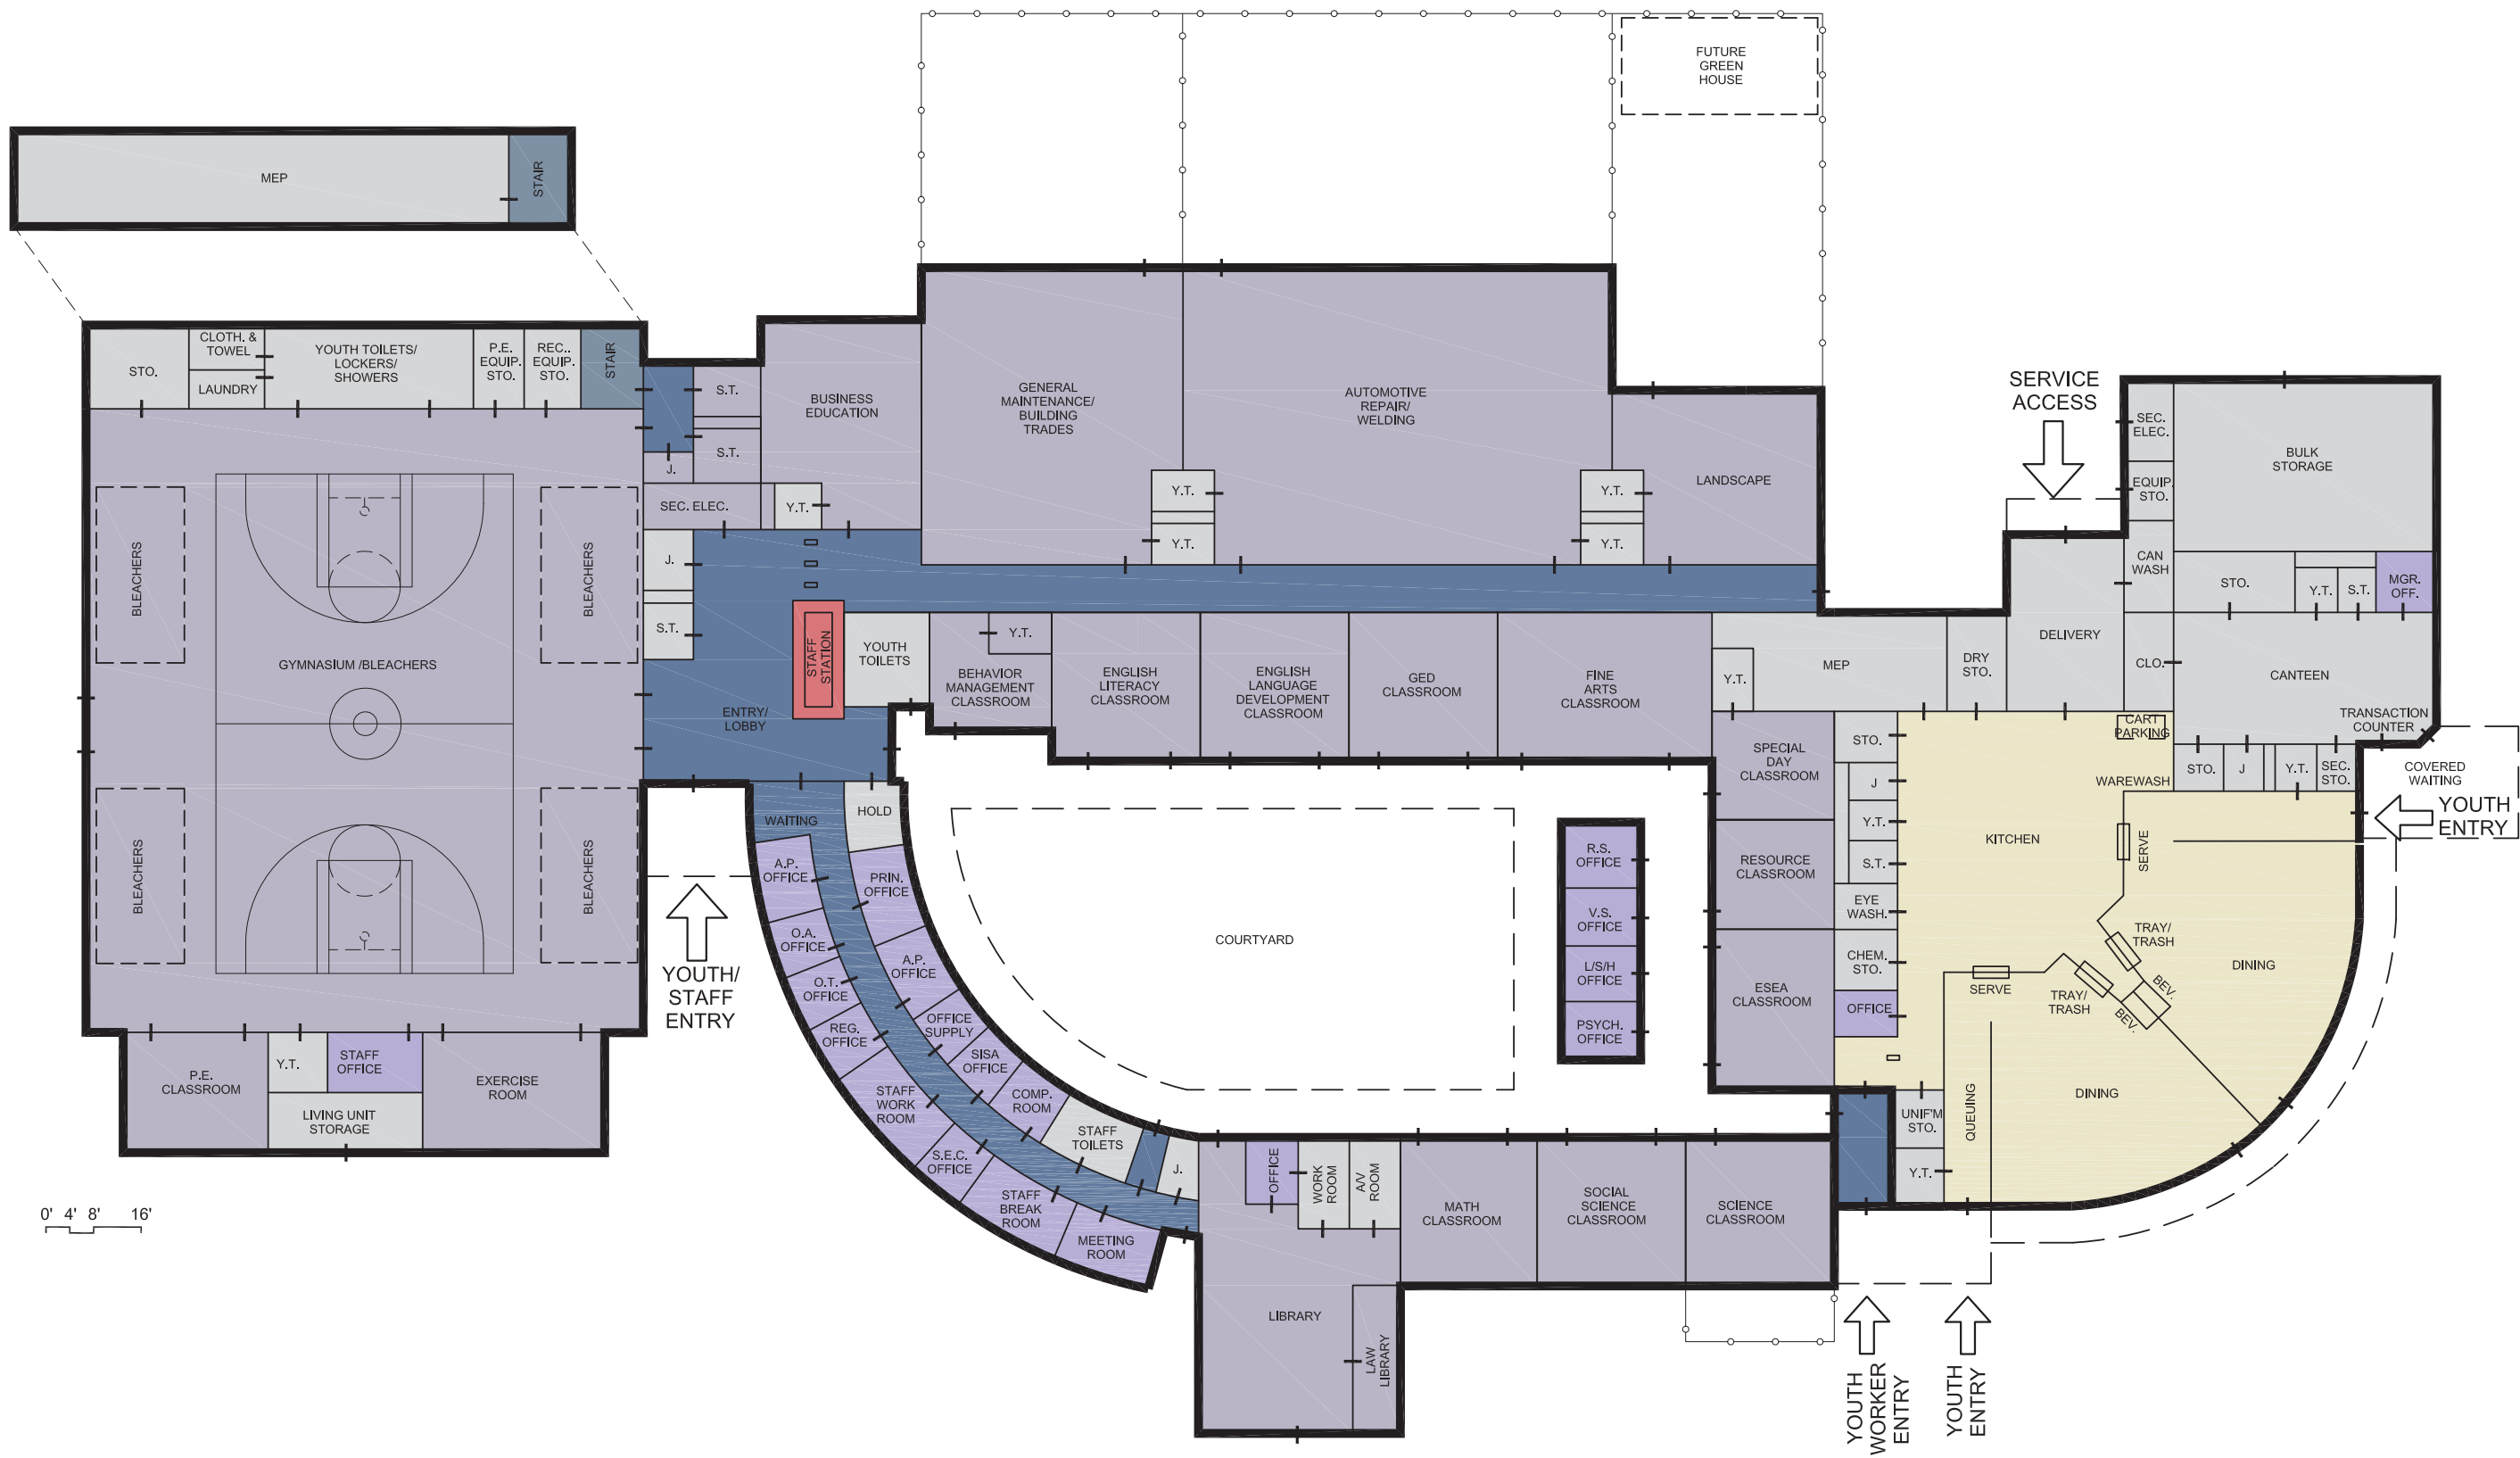 FUTURE
GREEN
HOUSE
MEP
STAIR
STO.
CLOTH. &
TOWEL
LAUNDRY
YOUTH TOILETS/
LOCKERS/
SHOWERS
P.E.
EQUIP.
STO.
REC..
EQUIP.
STO.
STAIR
S.T.
S.T.
J.
SEC. ELEC.
Y.T.
BUSINESS
EDUCATION
GENERAL
MAINTENANCE/
BUILDING
TRADES
AUTOMOTIVE
REPAIR/
WELDING
Y.T.
Y.T.
Y.T.
Y.T.
LANDSCAPE
SERVICE
ACCESS
SEC.
ELEC.
EQUIP.
STO.
BULK
STORAGE
CAN
WASH
STO.
Y.T.
S.T.
MGR.
OFF.
DELIVERY
CLO.
CANTEEN
TRANSACTION
COUNTER
BLEACHERS
BLEACHERS
GYMNASIUM /BLEACHERS
BLEACHERS
BLEACHERS
J.
S.T.
STAFF
STATION
ENTRY/
LOBBY
YOUTH
TOILETS
Y.T.
BEHAVIOR
MANAGEMENT
CLASSROOM
ENGLISH
LITERACY
CLASSROOM
ENGLISH
LANGUAGE
DEVELOPMENT
CLASSROOM
GED
CLASSROOM
FINE
ARTS
CLASSROOM
Y.T.
MEP
DRY
STO.
CART
PARKING
WAREWASH
STO.
J
Y.T.
SEC.
STO.
COVERED
WAITING
YOUTH
ENTRY
SPECIAL
DAY
CLASSROOM
RESOURCE
CLASSROOM
ESEA
CLASSROOM
STO.
J
Y.T.
S.T.
EYE
WASH.
CHEM.
STO.
OFFICE
KITCHEN
SERVE
SERVE
TRAY/
TRASH
TRAY/
TRASH
BEV.
BEV.
DINING
DINING
QUEUING
UNIF'M
STO.
Y.T.
WAITING
HOLD
A.P.
OFFICE
PRIN.
OFFICE
O.A.
OFFICE
A.P.
OFFICE
O.T.
OFFICE
OFFICE
SUPPLY
REG.
OFFICE
SISA
OFFICE
STAFF
WORK
ROOM
COMP.
ROOM
S.E.C.
OFFICE
STAFF
TOILETS
STAFF
BREAK
ROOM
J.
MEETING
ROOM
COURTYARD
R.S.
OFFICE
V.S.
OFFICE
L/S/H
OFFICE
PSYCH.
OFFICE
YOUTH/
STAFF
ENTRY
P.E.
CLASSROOM
Y.T.
STAFF
OFFICE
LIVING UNIT
STORAGE
EXERCISE
ROOM
0' 4' 8' 16'
OFFICE
WORK
ROOM
A/V
ROOM
MATH
CLASSROOM
SOCIAL
SCIENCE
CLASSROOM
SCIENCE
CLASSROOM
LIBRARY
LAW
LIBRARY
YOUTH
WORKER
ENTRY
YOUTH
ENTRY